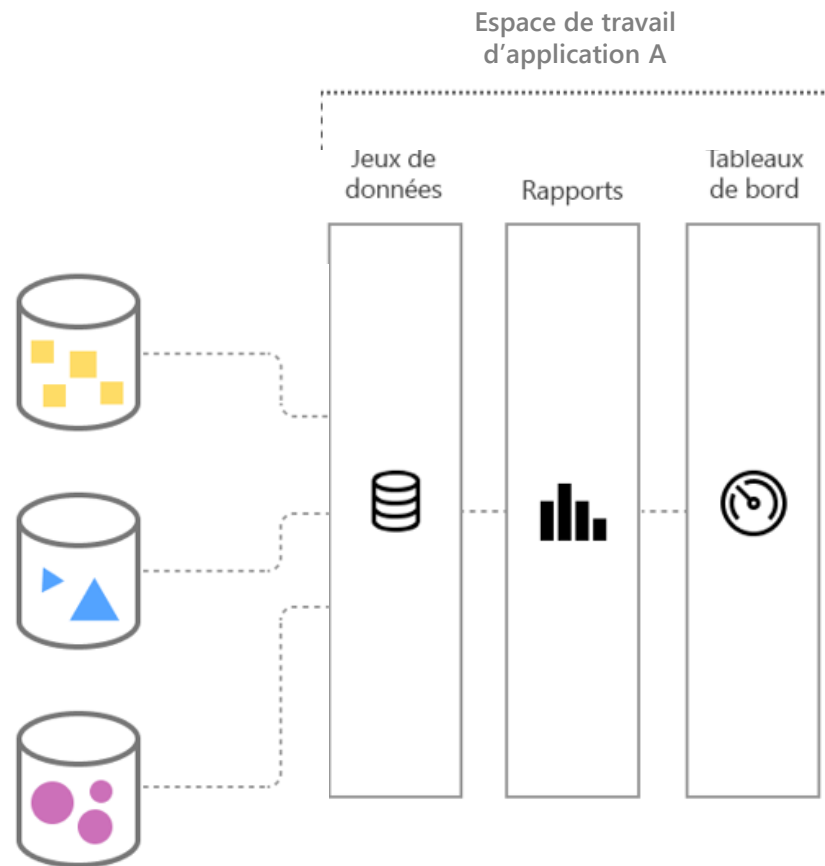 Espace de travail
d’application A
Jeux de
données
Rapports
Tableaux
de bord